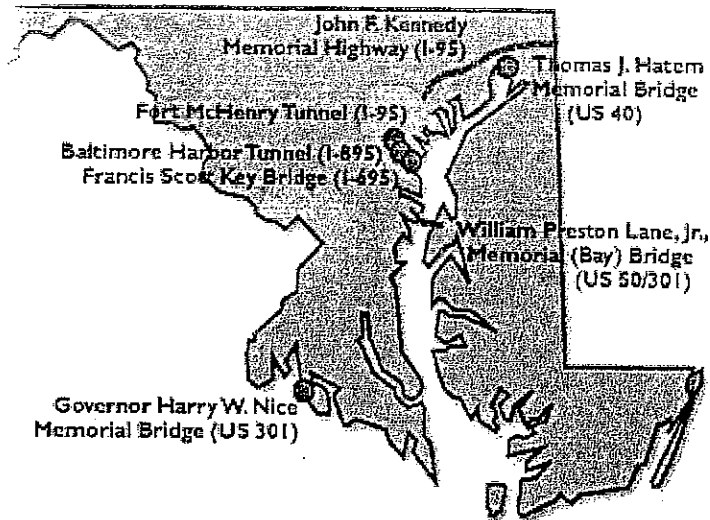 John F. Kennedy
Memorial Highway (I-95)
Thomas J. Hatem
Memorial Bridge
(US 40)
Fort McHenry Tunnel (I-95)
Baltimore Harbor Tunnel (I-895)
Francis Scott Key Bridge (I-695)
William Preston Lane, Jr.,
Memorial (Bay) Bridge
(US 50/301)
Governor Harry W. Nice
Memorial Bridge (US 301)